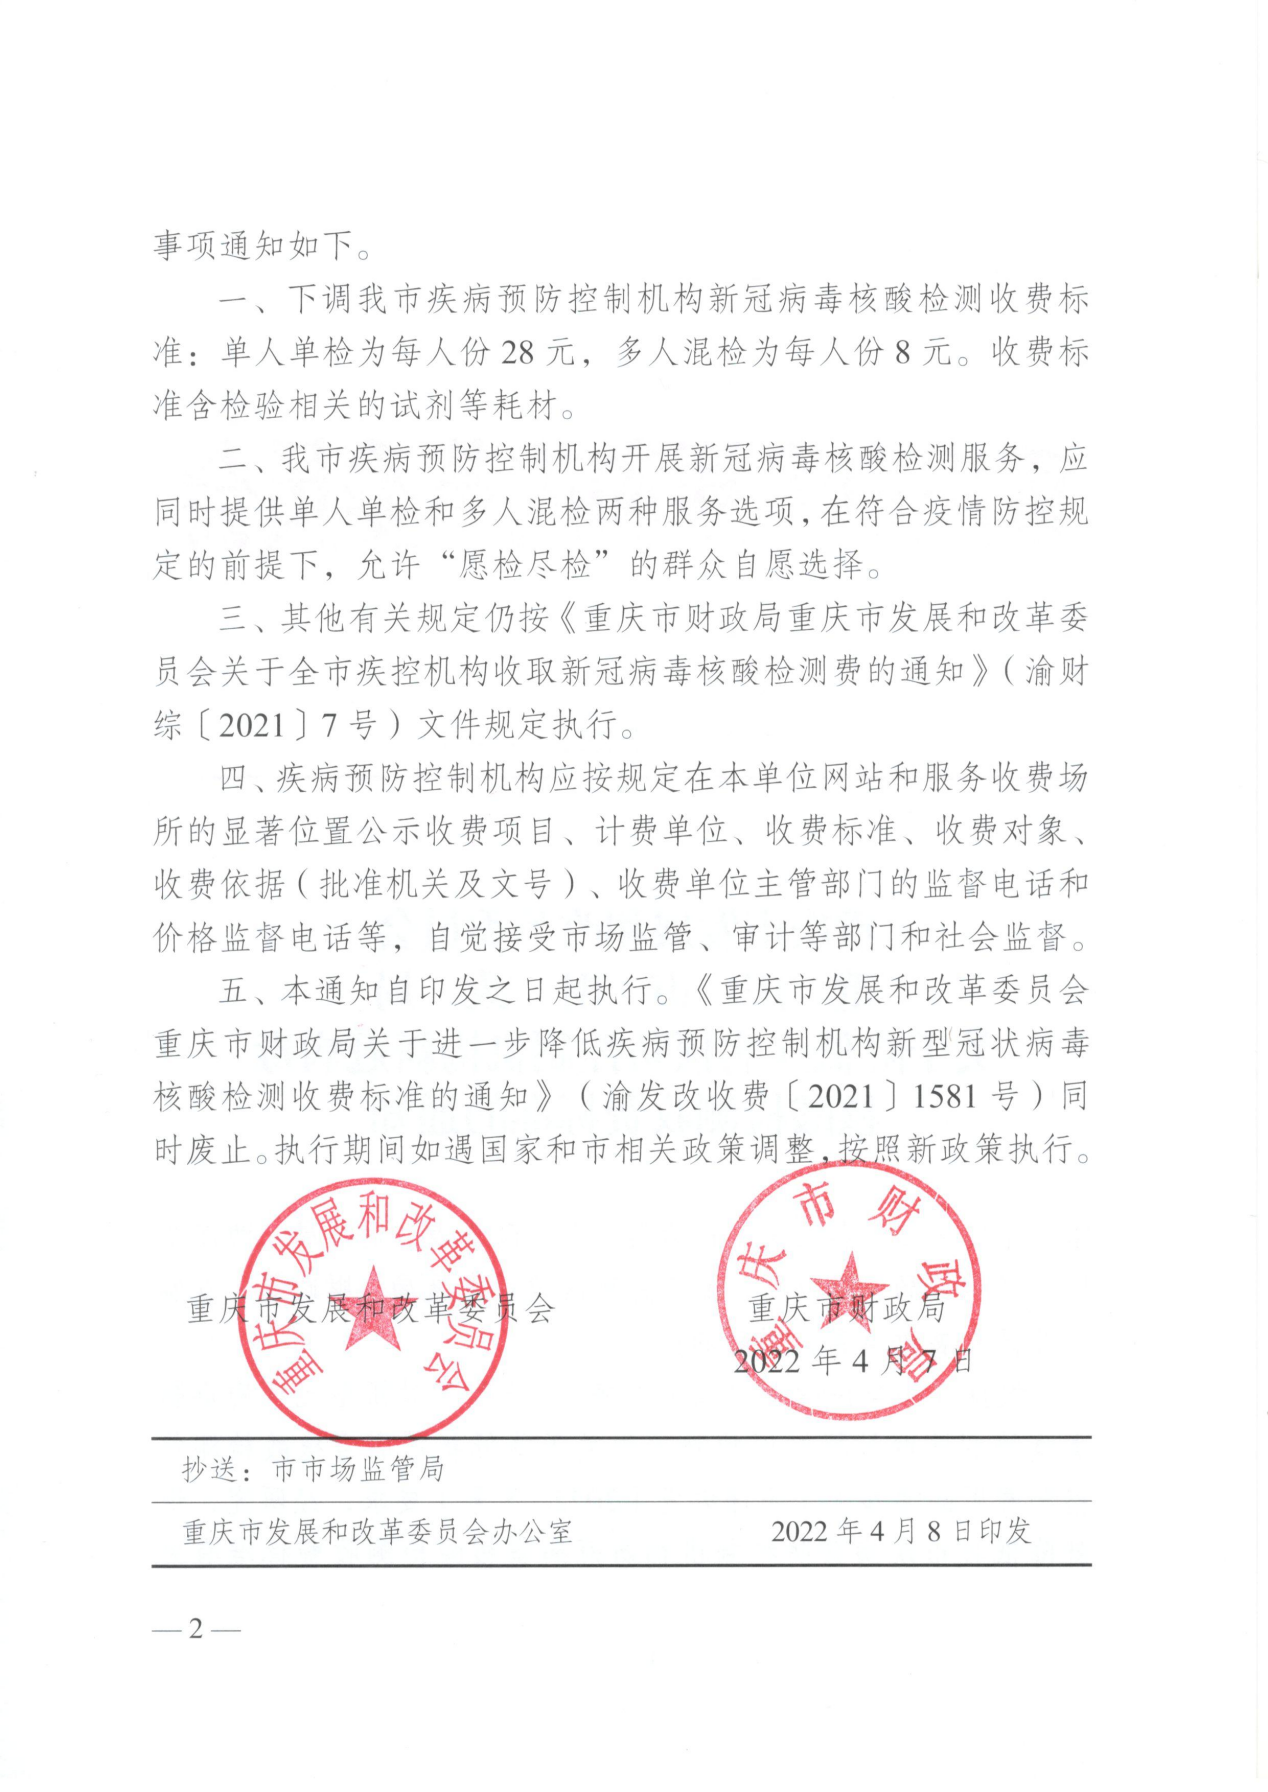 事项通知如下。
一、下调我市疾病预防控制机构新冠病毒核酸检测收费标
准：单人单检为每人份 28 元，多人混检为每人份 8 元。收费标
准含检验相关的试剂等耗材。
二、我市疾病预防控制机构开展新冠病毒核酸检测服务，应
同时提供单人单检和多人混检两种服务选项，在符合疫情防控规
定的前提下，允许“愿检尽检”的群众自愿选择。
三、其他有关规定仍按《重庆市财政局重庆市发展和改革委
员会关于全市疾控机构收取新冠病毒核酸检测费的通知》（渝财
综〔2021〕7 号）文件规定执行。
四、疾病预防控制机构应按规定在本单位网站和服务收费场
所的显著位置公示收费项目、计费单位、收费标准、收费对象、
收费依据（批准机关及文号）、收费单位主管部门的监督电话和
价格监督电话等，自觉接受市场监管、审计等部门和社会监督。
五、本通知自印发之日起执行。《重庆市发展和改革委员会
重庆市财政局关于进一步降低疾病预防控制机构新型冠状病毒
核酸检测收费标准的通知》（渝发改收费〔2021〕1581 号）同
时废止。执行期间如遇国家和市相关政策调整，按照新政策执行。
重庆市发展和改革委员会
重庆市财政局
重庆市发展和改革委员会 重庆市财政局
2022 年 4 月 7 日
抄送：市市场监管局
重庆市发展和改革委员会办公室 2022 年 4 月 8 日印发
— 2 —